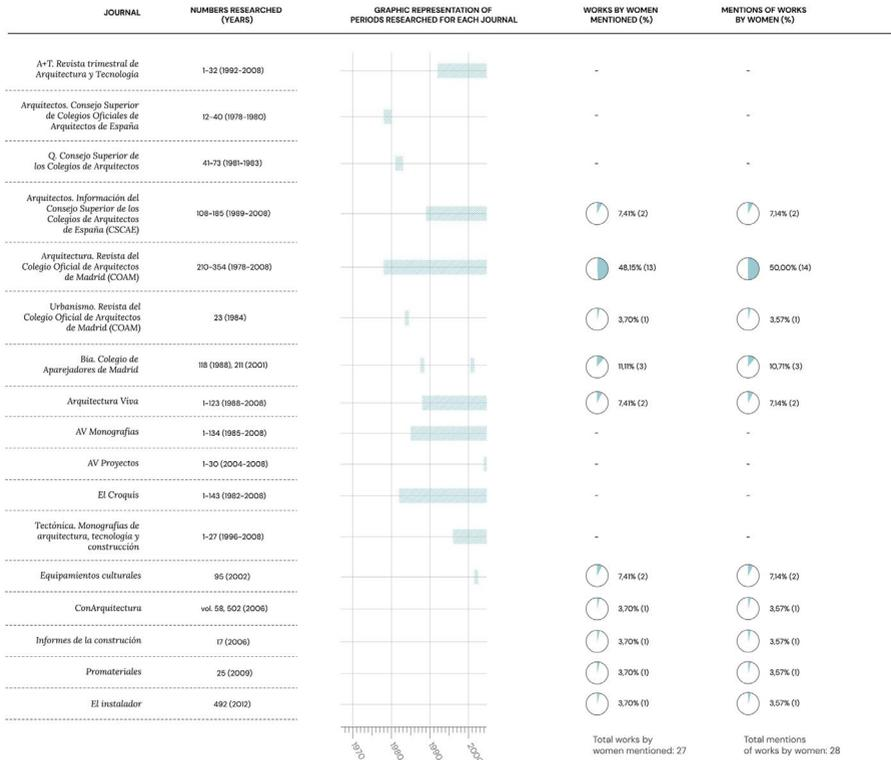 JOURNAL
NUMBERS RESEARCHED
(YEARS)
GRAPHIC REPRESENTATION OF
PERIODS RESEARCHED FOR EACH JOURNAL
WORKS BY WOMEN
MENTIONED (%)
MENTIONS OF WORKS
BY WOMEN (%)
A+T. Revista trimestral de
Arquitectura y Tecnología
1-32 (1992-2008)
-
-
Arquitectos. Consejo Superior
de Colegios Oficiales de
Arquitectos de España
12-40 (1978-1980)
-
-
Q. Consejo Superior de
los Colegios de Arquitectos
41-73 (1981-1983)
-
-
Arquitectos. Información del
Consejo Superior de los
Colegios de Arquitectos
de España (CSCAE)
108-185 (1989-2008)
7,41% (2)
7,14% (2)
Arquitectura. Revista del
Colegio Oficial de Arquitectos
de Madrid (COAM)
210-354 (1978-2008)
48,15% (13)
50,00% (14)
Urbanismo. Revista del
Colegio Oficial de Arquitectos
de Madrid (COAM)
23 (1984)
3,70% (1)
3,57% (1)
Bia. Colegio de
Aparejadores de Madrid
118 (1988), 211 (2001)
11,11% (3)
10,71% (3)
Arquitectura Viva
1-123 (1988-2008)
7,41% (2)
7,14% (2)
AV Monografías
1-134 (1985-2008)
-
-
AV Proyectos
1-30 (2004-2008)
-
-
El Croquis
1-143 (1982-2008)
-
-
Tectónica. Monografías de
arquitectura, tecnología y
construcción
1-27 (1996-2008)
-
-
Equipamientos culturales
95 (2002)
7,41% (2)
7,14% (2)
ConArquitectura
vol. 58, 502 (2006)
3,70% (1)
3,57% (1)
Informes de la construción
17 (2006)
3,70% (1)
3,57% (1)
Promateriales
25 (2009)
3,70% (1)
3,57% (1)
El instalador
492 (2012)
3,70% (1)
3,57% (1)
1970
1980
1990
2000
Total works by
women mentioned: 27
Total mentions
of works by women: 28